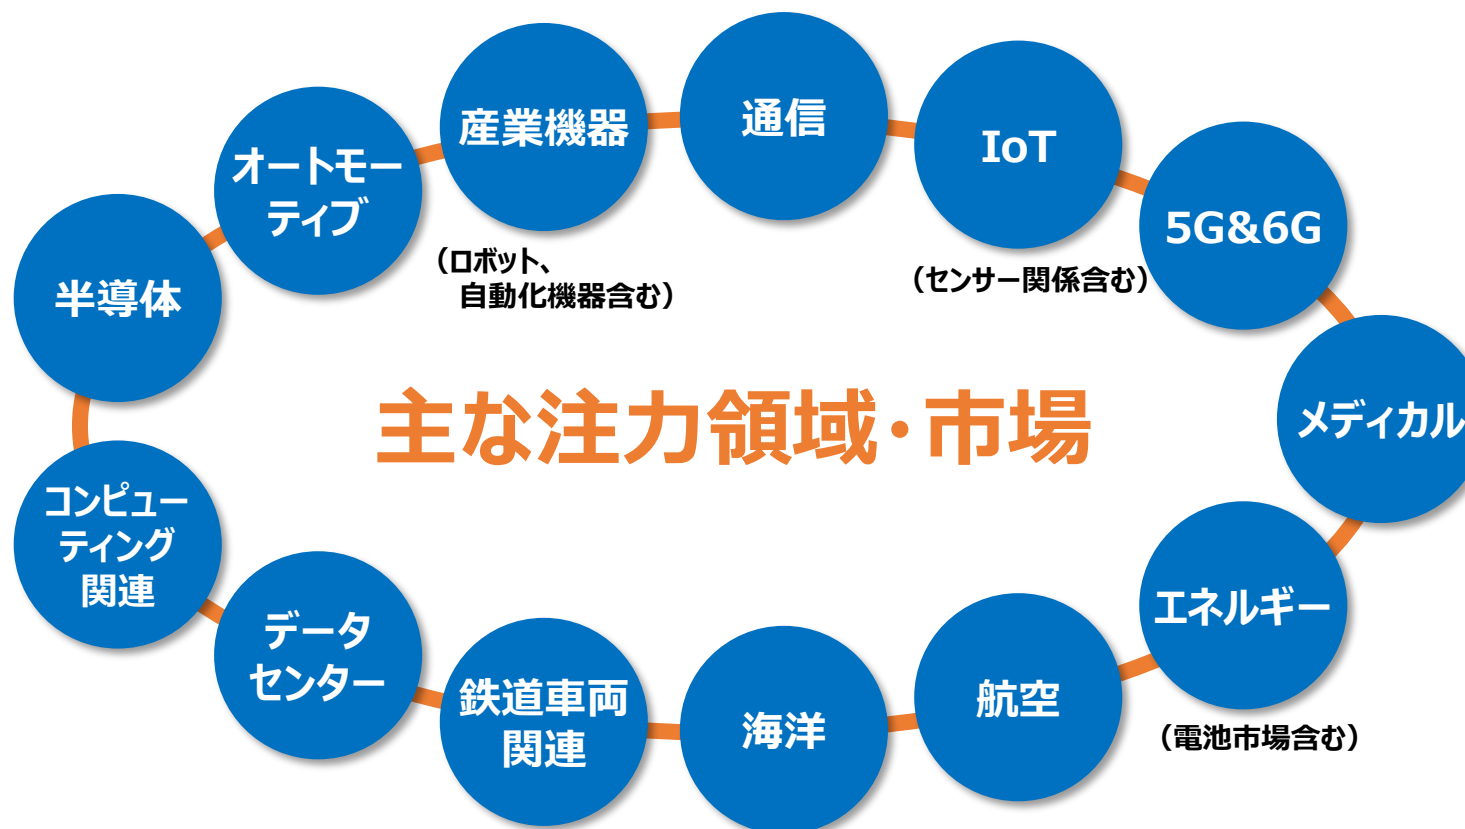 産業機器
通信
IoT
オートモー
ティブ
5G&6G
半導体
（ロボット、
自動化機器含む）
（センサー関係含む）
主な注力領域・市場
メディカル
コンピュー
ティング
関連
データ
センター
鉄道車両
関連
海洋
航空
エネルギー
（電池市場含む）